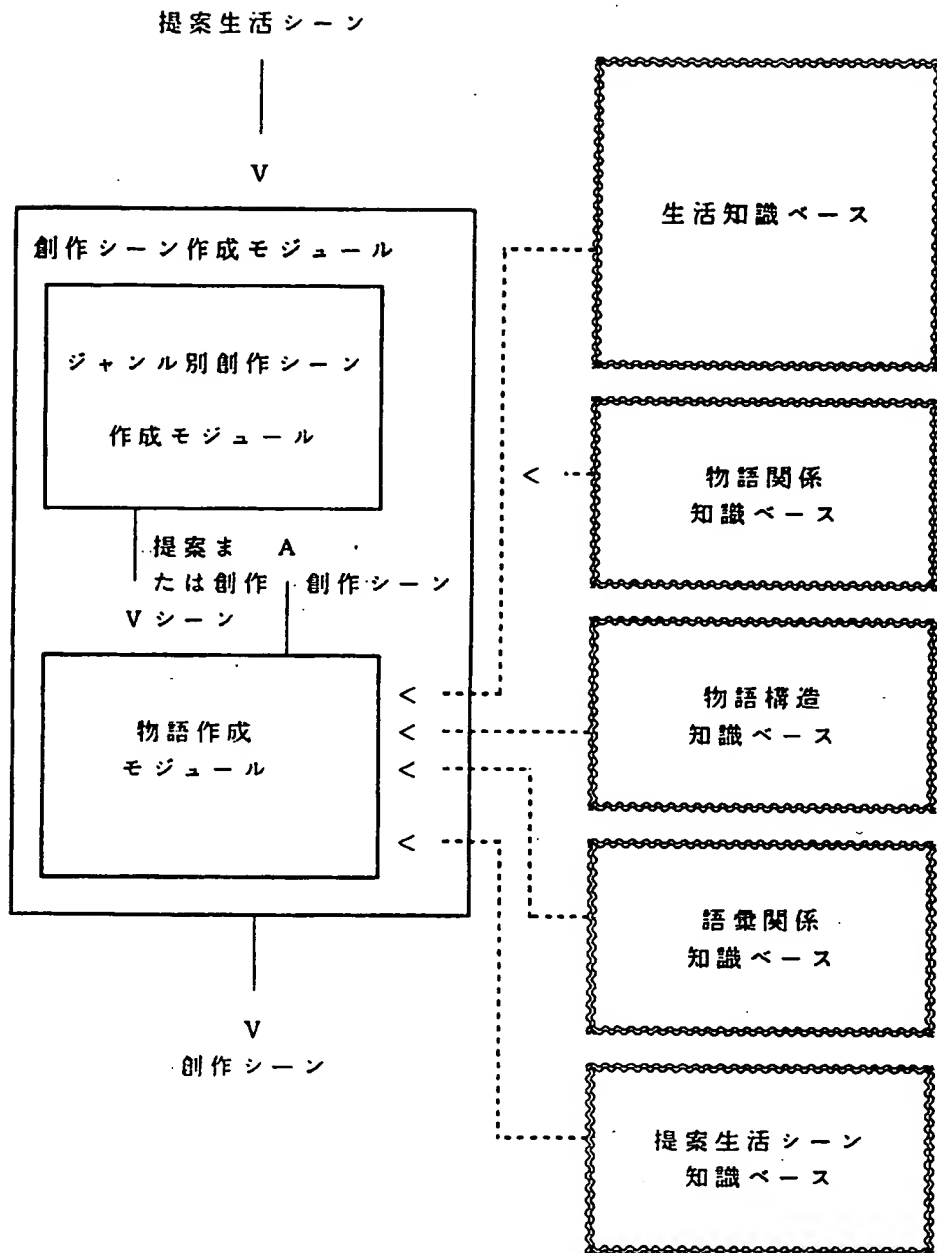 提案生活シーン
V
創作シーン作成モジュール
ジャンル別創作シーン
作成モジュール
提案ま A
たは創作 創作シーン
V シーン
物語作成
モジュール
<
<
<
<
V
創作シーン
生活知識ベース
<
物語関係
知識ベース
物語構造
知識ベース
語彙関係
知識ベース
提案生活シーン
知識ベース